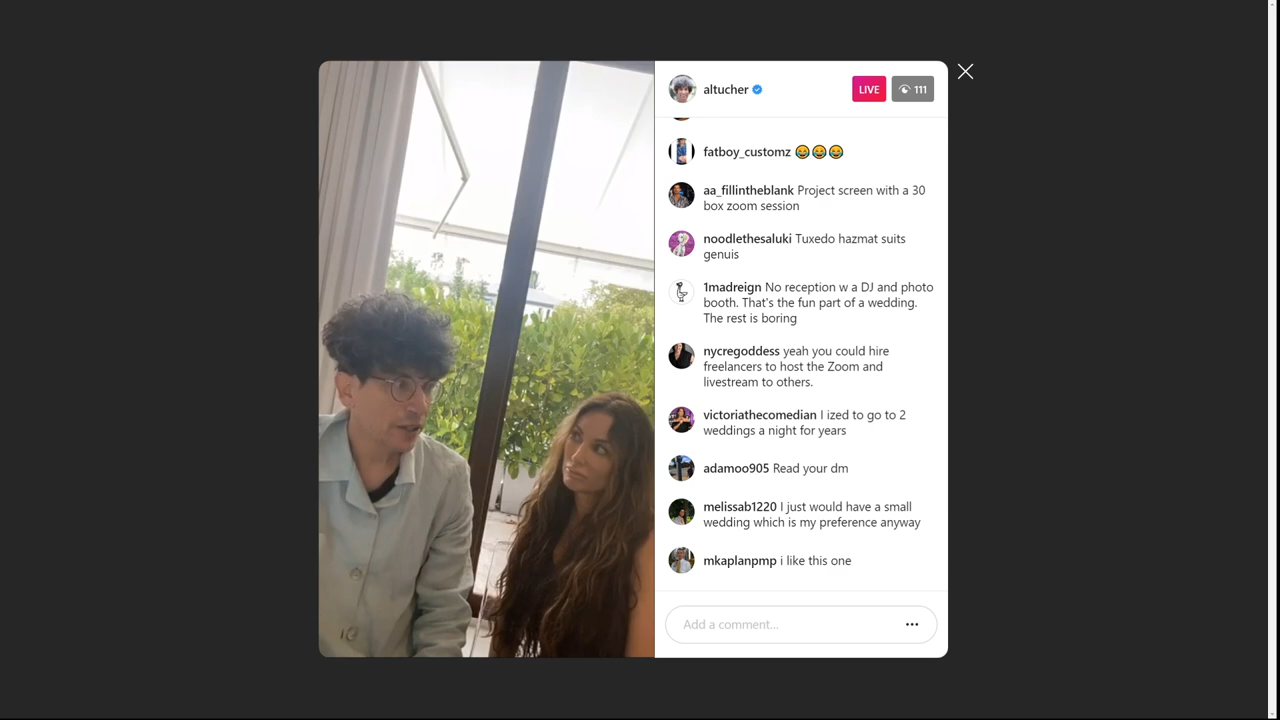 altucher
LIVE
111
fatboy_customz 😂😂😂
aa_fillintheblank Project screen with a 30
box zoom session
noodlethesaluki Tuxedo hazmat suits
genuis
1madreign No reception w a DJ and photo
booth. That's the fun part of a wedding.
The rest is boring
nycregoddess yeah you could hire
freelancers to host the Zoom and
livestream to others.
victoriathecomedian I ized to go to 2
weddings a night for years
adamoo905 Read your dm
melissab1220 I just would have a small
wedding which is my preference anyway
mkaplanpmp i like this one
Add a comment...